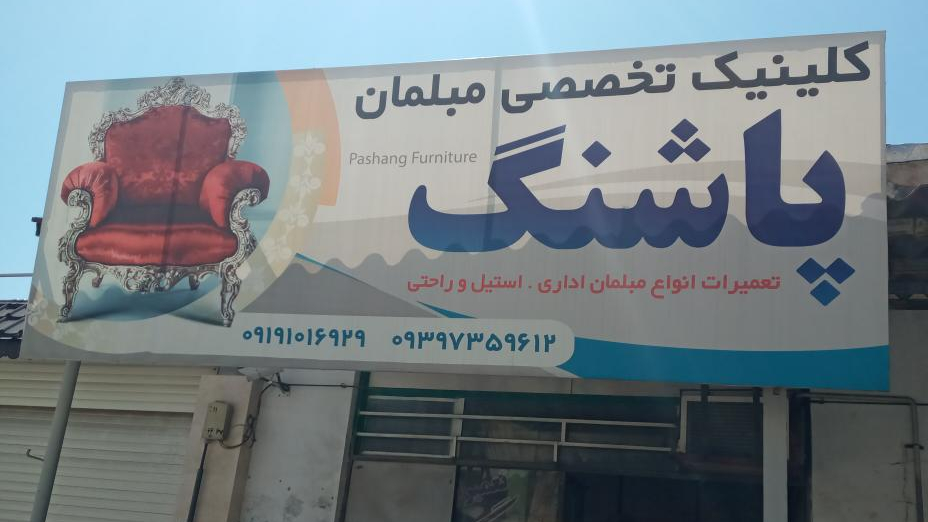 کلینیک تخصصی مبلمان
Pashang Furniture
پاشنگ
تعمیرات انواع مبلمان اداری . استیل و راحتی
۰۹۱۹۱۰۱۶۹۲۹ ۰۹۳۹۷۳۵۹۶۱۲